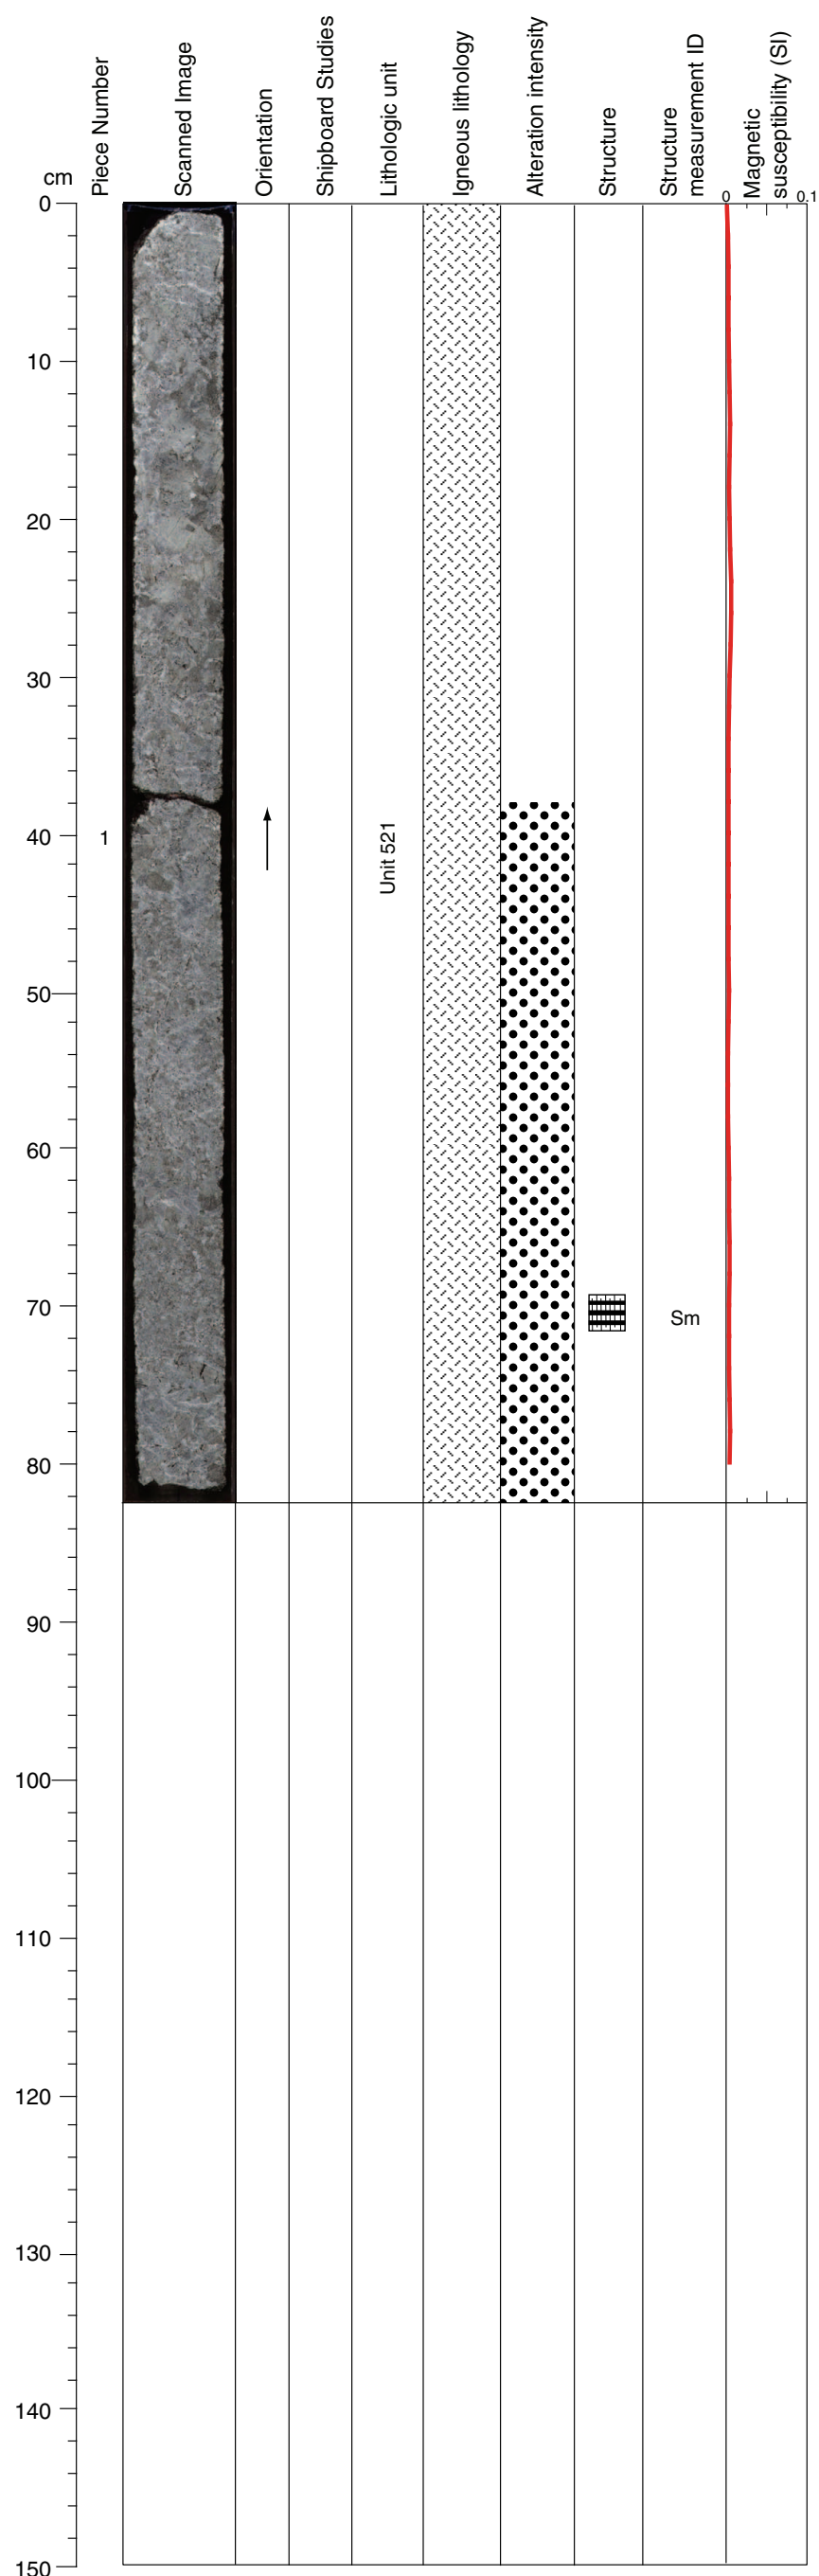 cm
Piece Number
Scanned Image
Orientation
Shipboard Studies
Lithologic unit
Igneous lithology
Alteration intensity
Structure
Structure
measurement ID
Magnetic
susceptibility (SI)
0
0.1
0
10
20
30
40
1
Unit 521
50
60
70
Sm
80
90
100
110
120
130
140
150